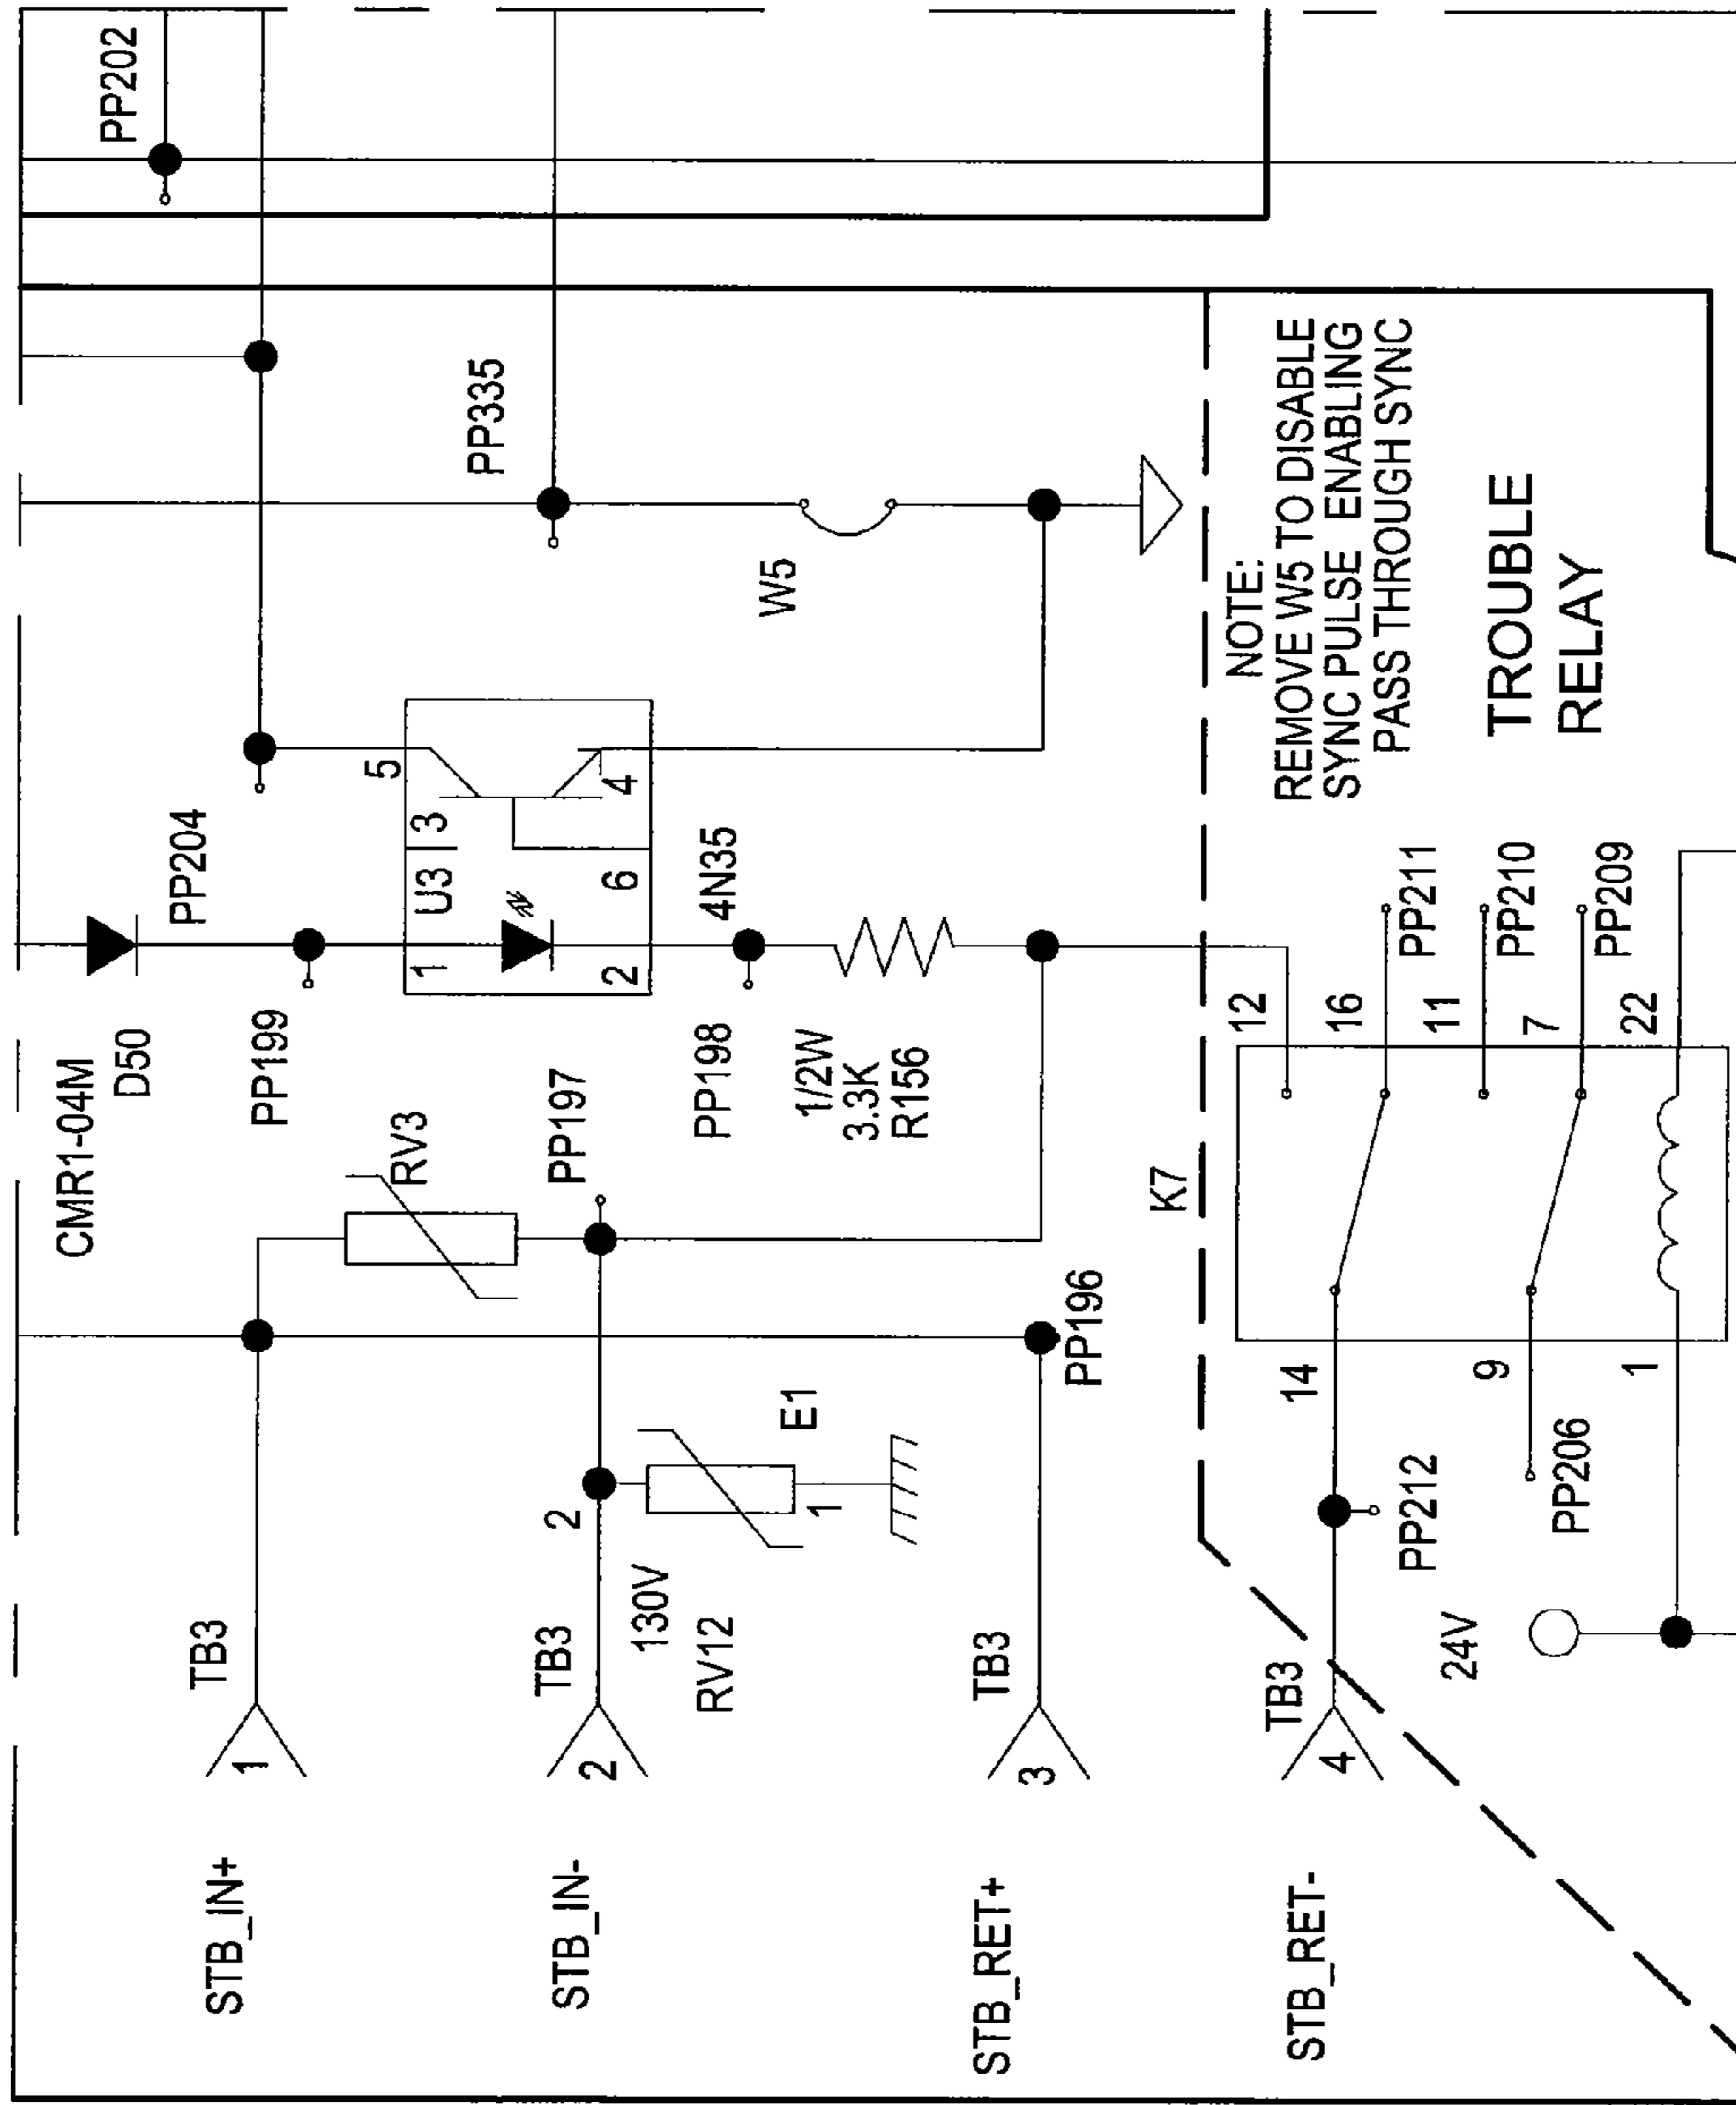 PP202
CMR1-04M
D50
PP204
PP199
RV3
PP197
5
U3
3
1
2
6
4
4N35
PP198
1/2W
3.3K
R156
PP335
W5
TB3
1
STB_IN+
TB3
2
STB_IN-
2
130V
RV12
1
E1
PP196
TB3
3
STB_RET+
TB3
4
STB_RET-
NOTE:
REMOVE W5 TO DISABLE
SYNC PULSE ENABLING
PASS THROUGH SYNC
TROUBLE
RELAY
K7
12
16
11
7
22
14
9
1
PP211
PP210
PP209
PP212
PP206
24V